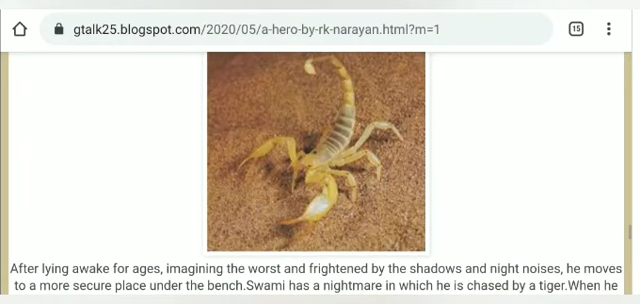 gtalk25.blogspot.com/2020/05/a-hero-by-rk-narayan.html?m=1
15
After lying awake for ages, imagining the worst and frightened by the shadows and night noises, he moves
to a more secure place under the bench.Swami has a nightmare in which he is chased by a tiger.When he